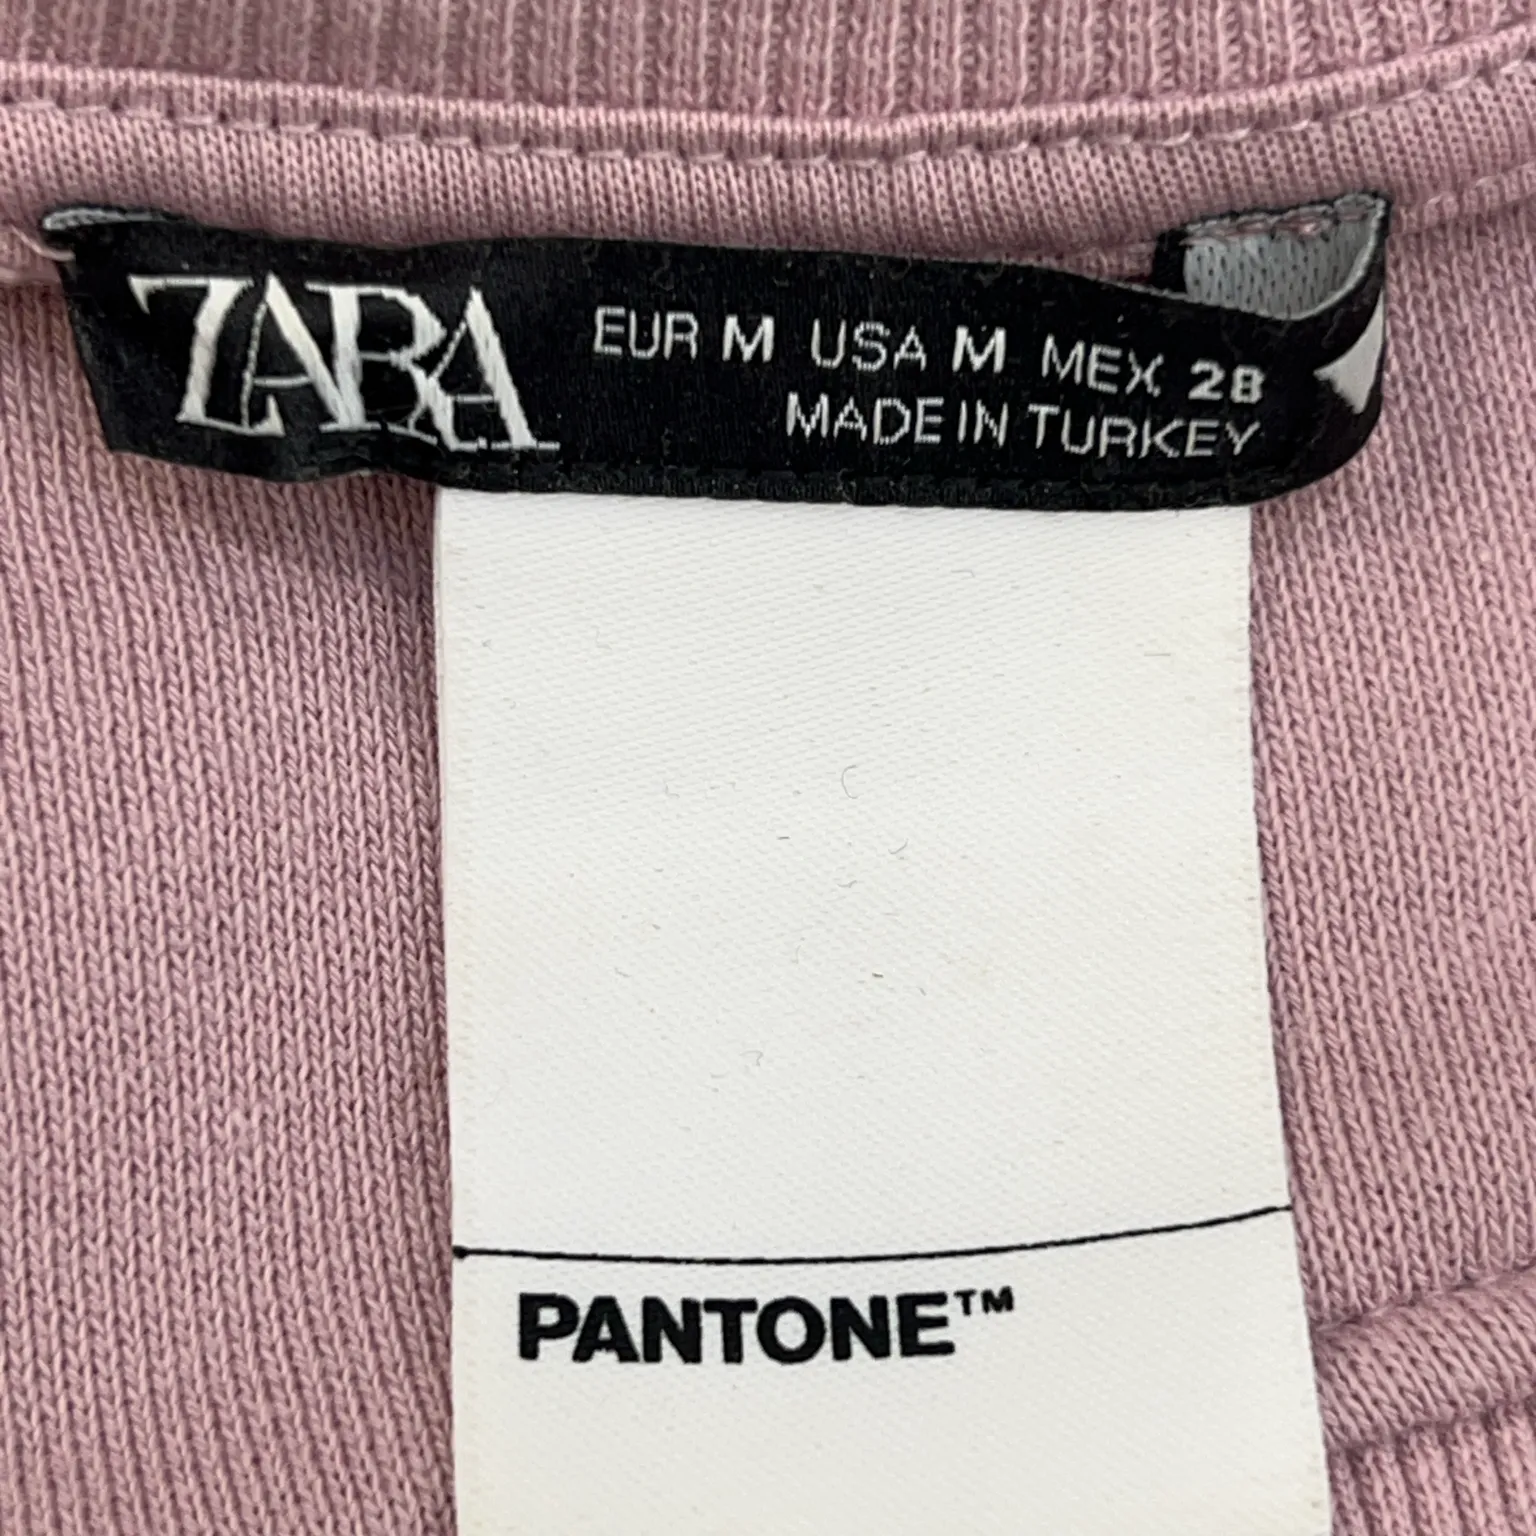 ZARA
EUR M USA M MEX 28
MADE IN TURKEY
PANTONE™